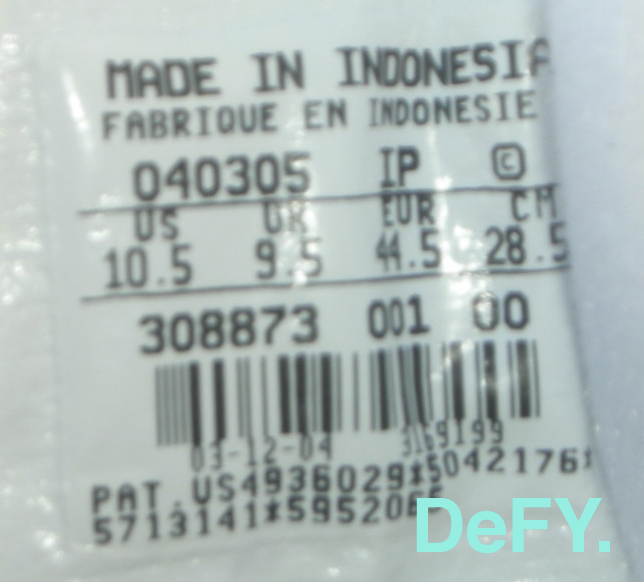 MADE IN INDONESIA
FABRIQUE EN INDONESIE
040305 IP ©
US UK EUR CM
10.5 9.5 44.5 28.5
308873 001 00
03-12-04 3169199
PAT.US4936029*5042176*
5713141*
DeFY.